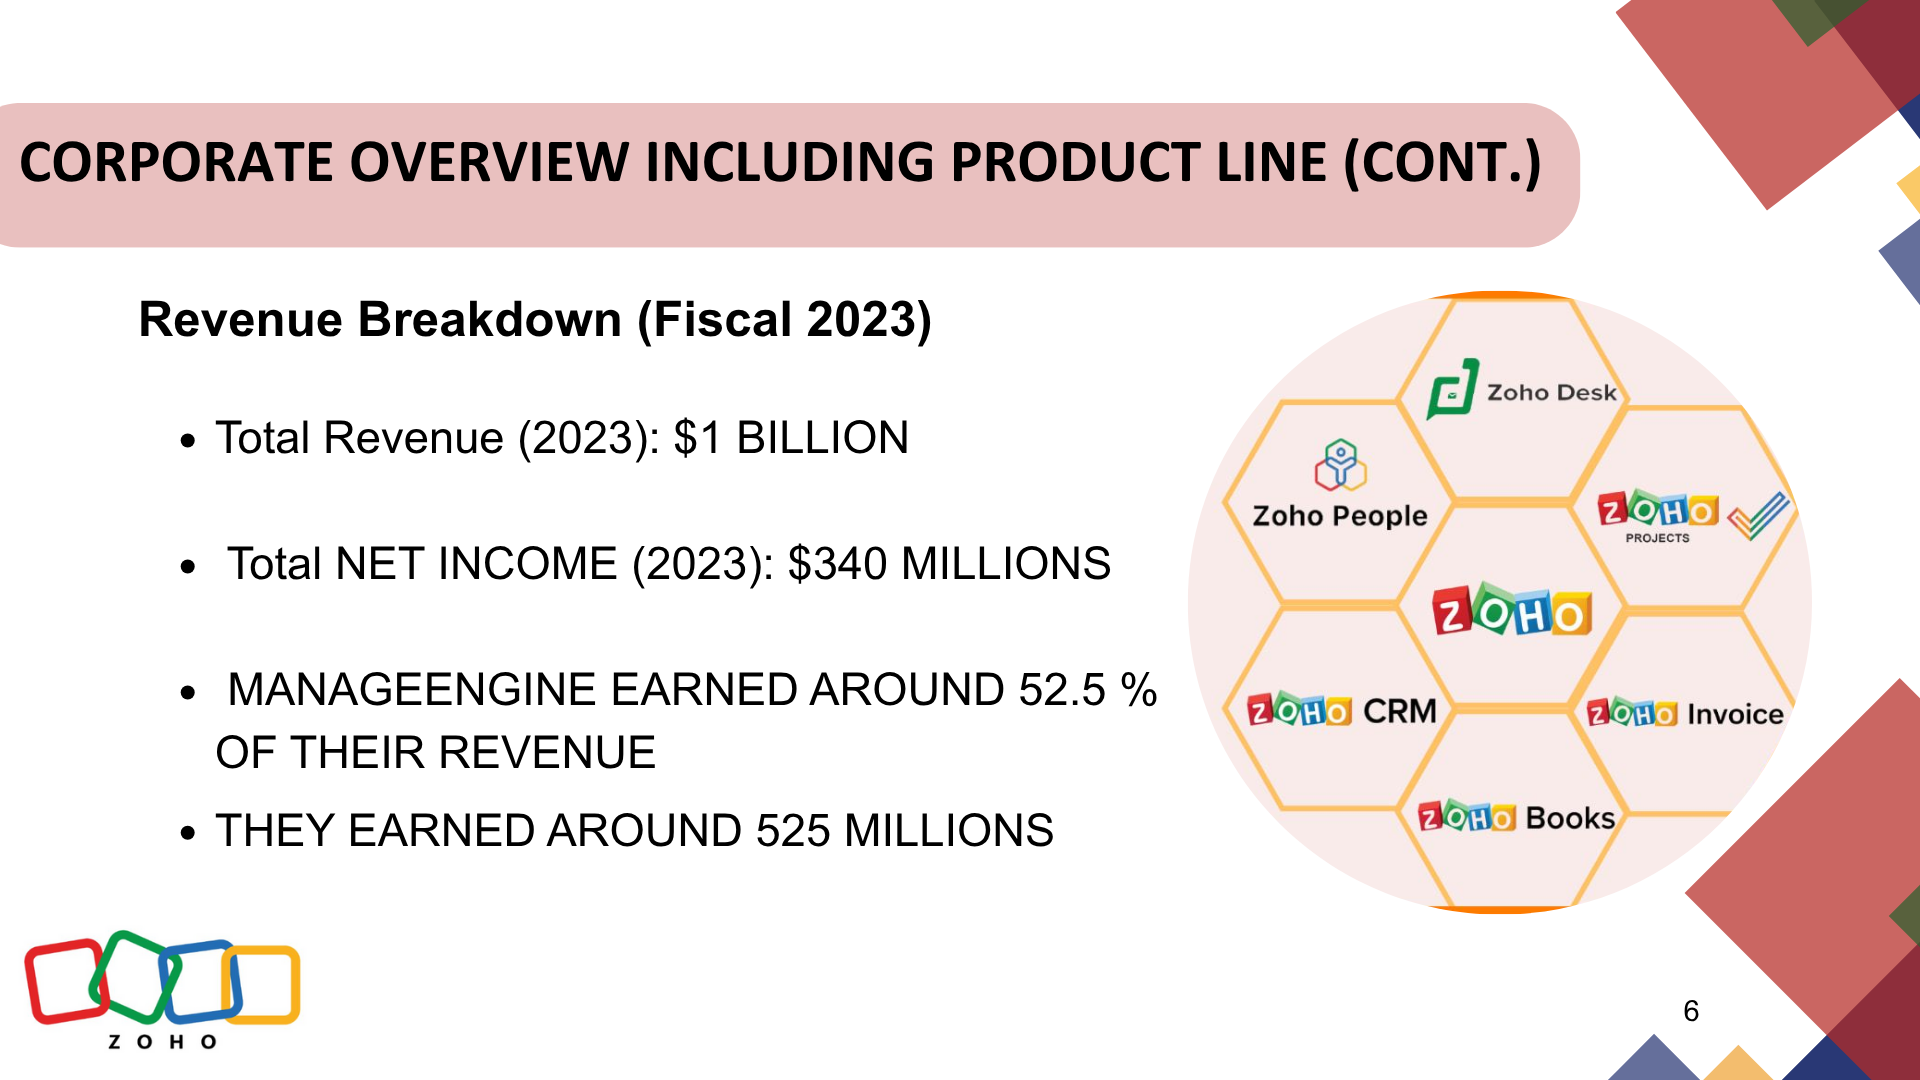 CORPORATE OVERVIEW INCLUDING PRODUCT LINE (CONT.)
Revenue Breakdown (Fiscal 2023)
• Total Revenue (2023): $1 BILLION
• Total NET INCOME (2023): $340 MILLIONS
• MANAGEENGINE EARNED AROUND 52.5 %
OF THEIR REVENUE
• THEY EARNED AROUND 525 MILLIONS
Zoho Desk
Zoho People
ZOHO
PROJECTS
ZOHO
ZOHO CRM
ZOHO Invoice
ZOHO Books
ZOHO
6